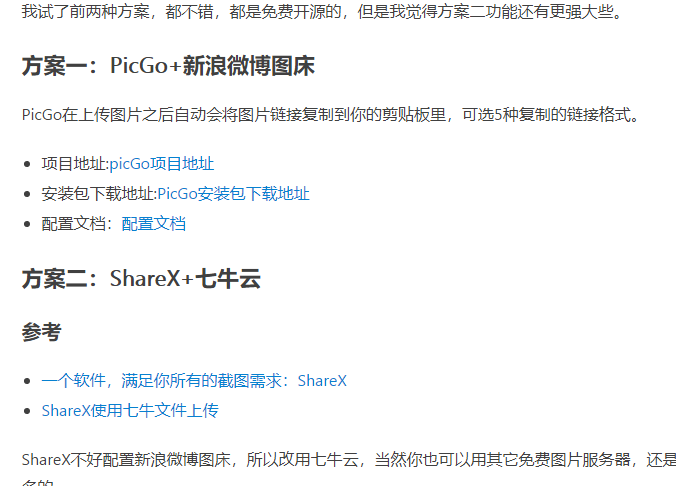 我试了前两种方案，都不错，都是免费开源的，但是我觉得方案二功能还有更强大些。
方案一：PicGo+新浪微博图床
PicGo在上传图片之后自动会将图片链接复制到你的剪贴板里，可选5种复制的链接格式。
项目地址:picGo项目地址
安装包下载地址:PicGo安装包下载地址
配置文档：配置文档
方案二：ShareX+七牛云
参考
一个软件，满足你所有的截图需求：ShareX
ShareX使用七牛文件上传
ShareX不好配置新浪微博图床，所以改用七牛云，当然你也可以用其它免费图片服务器，还是